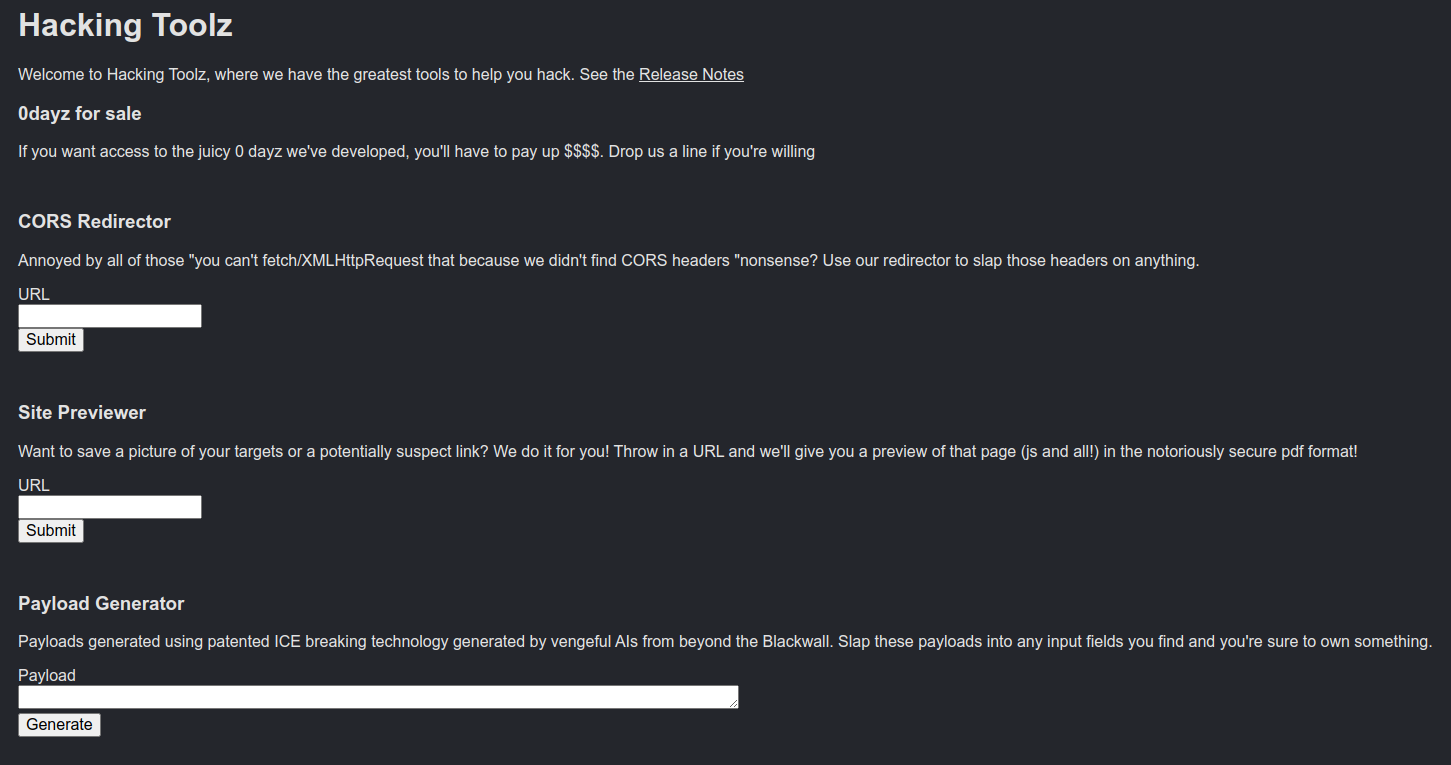 Hacking Toolz
Welcome to Hacking Toolz, where we have the greatest tools to help you hack. See the Release Notes
0dayz for sale
If you want access to the juicy 0 dayz we've developed, you'll have to pay up $$$$. Drop us a line if you're willing
CORS Redirector
Annoyed by all of those "you can't fetch/XMLHttpRequest that because we didn't find CORS headers "nonsense? Use our redirector to slap those headers on anything.
URL
Submit
Site Previewer
Want to save a picture of your targets or a potentially suspect link? We do it for you! Throw in a URL and we'll give you a preview of that page (js and all!) in the notoriously secure pdf format!
URL
Submit
Payload Generator
Payloads generated using patented ICE breaking technology generated by vengeful AIs from beyond the Blackwall. Slap these payloads into any input fields you find and you're sure to own something.
Payload
Generate